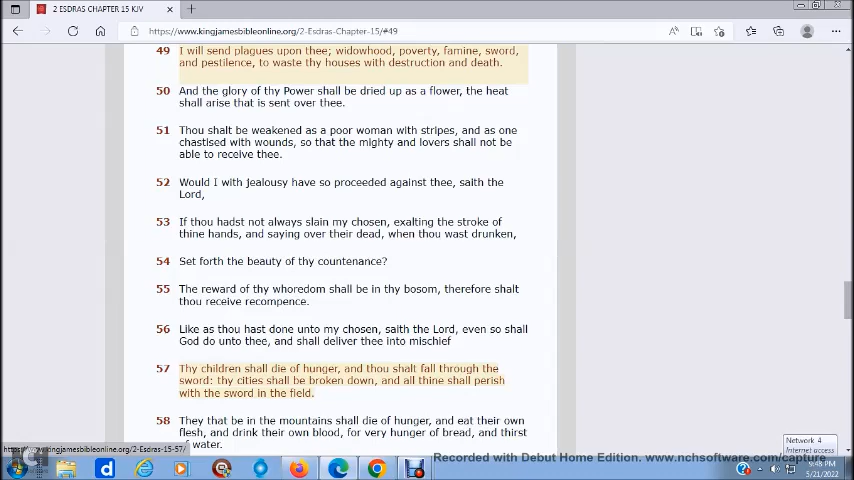 2 ESDRAS CHAPTER 15 KJV
https://www.kingjamesbibleonline.org/2-Esdras-Chapter-15/#49
49 I will send plagues upon thee; widowhood, poverty, famine, sword,
and pestilence, to waste thy houses with destruction and death.
50 And the glory of thy Power shall be dried up as a flower, the heat
shall arise that is sent over thee.
51 Thou shalt be weakened as a poor woman with stripes, and as one
chastised with wounds, so that the mighty and lovers shall not be
able to receive thee.
52 Would I with jealousy have so proceeded against thee, saith the
Lord,
53 If thou hadst not always slain my chosen, exalting the stroke of
thine hands, and saying over their dead, when thou wast drunken,
54 Set forth the beauty of thy countenance?
55 The reward of thy whoredom shall be in thy bosom, therefore shalt
thou receive recompence.
56 Like as thou hast done unto my chosen, saith the Lord, even so shall
God do unto thee, and shall deliver thee into mischief
57 Thy children shall die of hunger, and thou shalt fall through the
sword: thy cities shall be broken down, and all thine shall perish
with the sword in the field.
58 They that be in the mountains shall die of hunger, and eat their own
flesh, and drink their own blood, for very hunger of bread, and thirst
of water.
https://www.kingjamesbibleonline.org/2-Esdras-15-57/
Network 4
Internet access
Recorded with Debut Home Edition. www.nchsoftware.com/capture
9:48 PM
5/21/2022